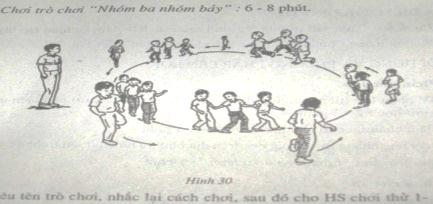 Chơi trò chơi "Nhóm ba nhóm bảy" : 6 - 8 phút.
Hình 30
êu tên trò chơi, nhắc lại cách chơi, sau đó cho HS chơi thử 1-